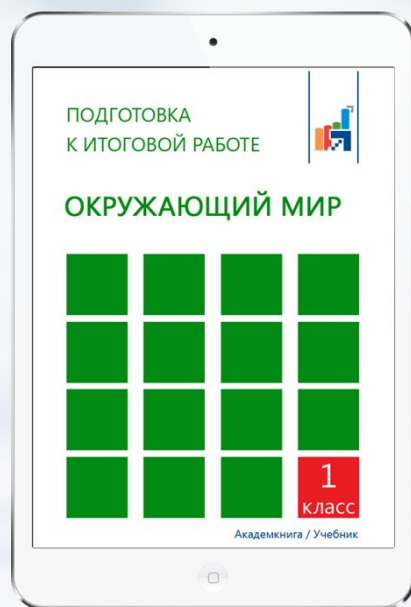 ПОДГОТОВКА
К ИТОГОВОЙ РАБОТЕ
ОКРУЖАЮЩИЙ МИР
1
класс
Академкнига / Учебник